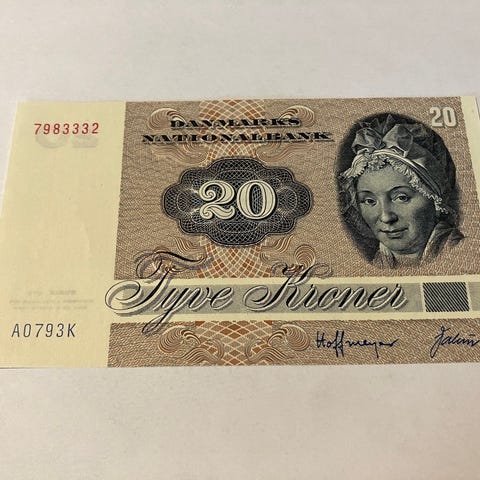 7983332
DANMARKS
NATIONALBANK
20
20
Tyve Kroner
A0793K
Hoffmeyer